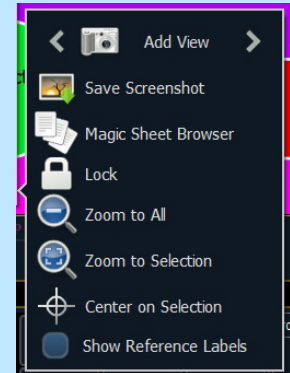 Add View
Save Screenshot
Magic Sheet Browser
Lock
Zoom to All
Zoom to Selection
Center on Selection
Show Reference Labels